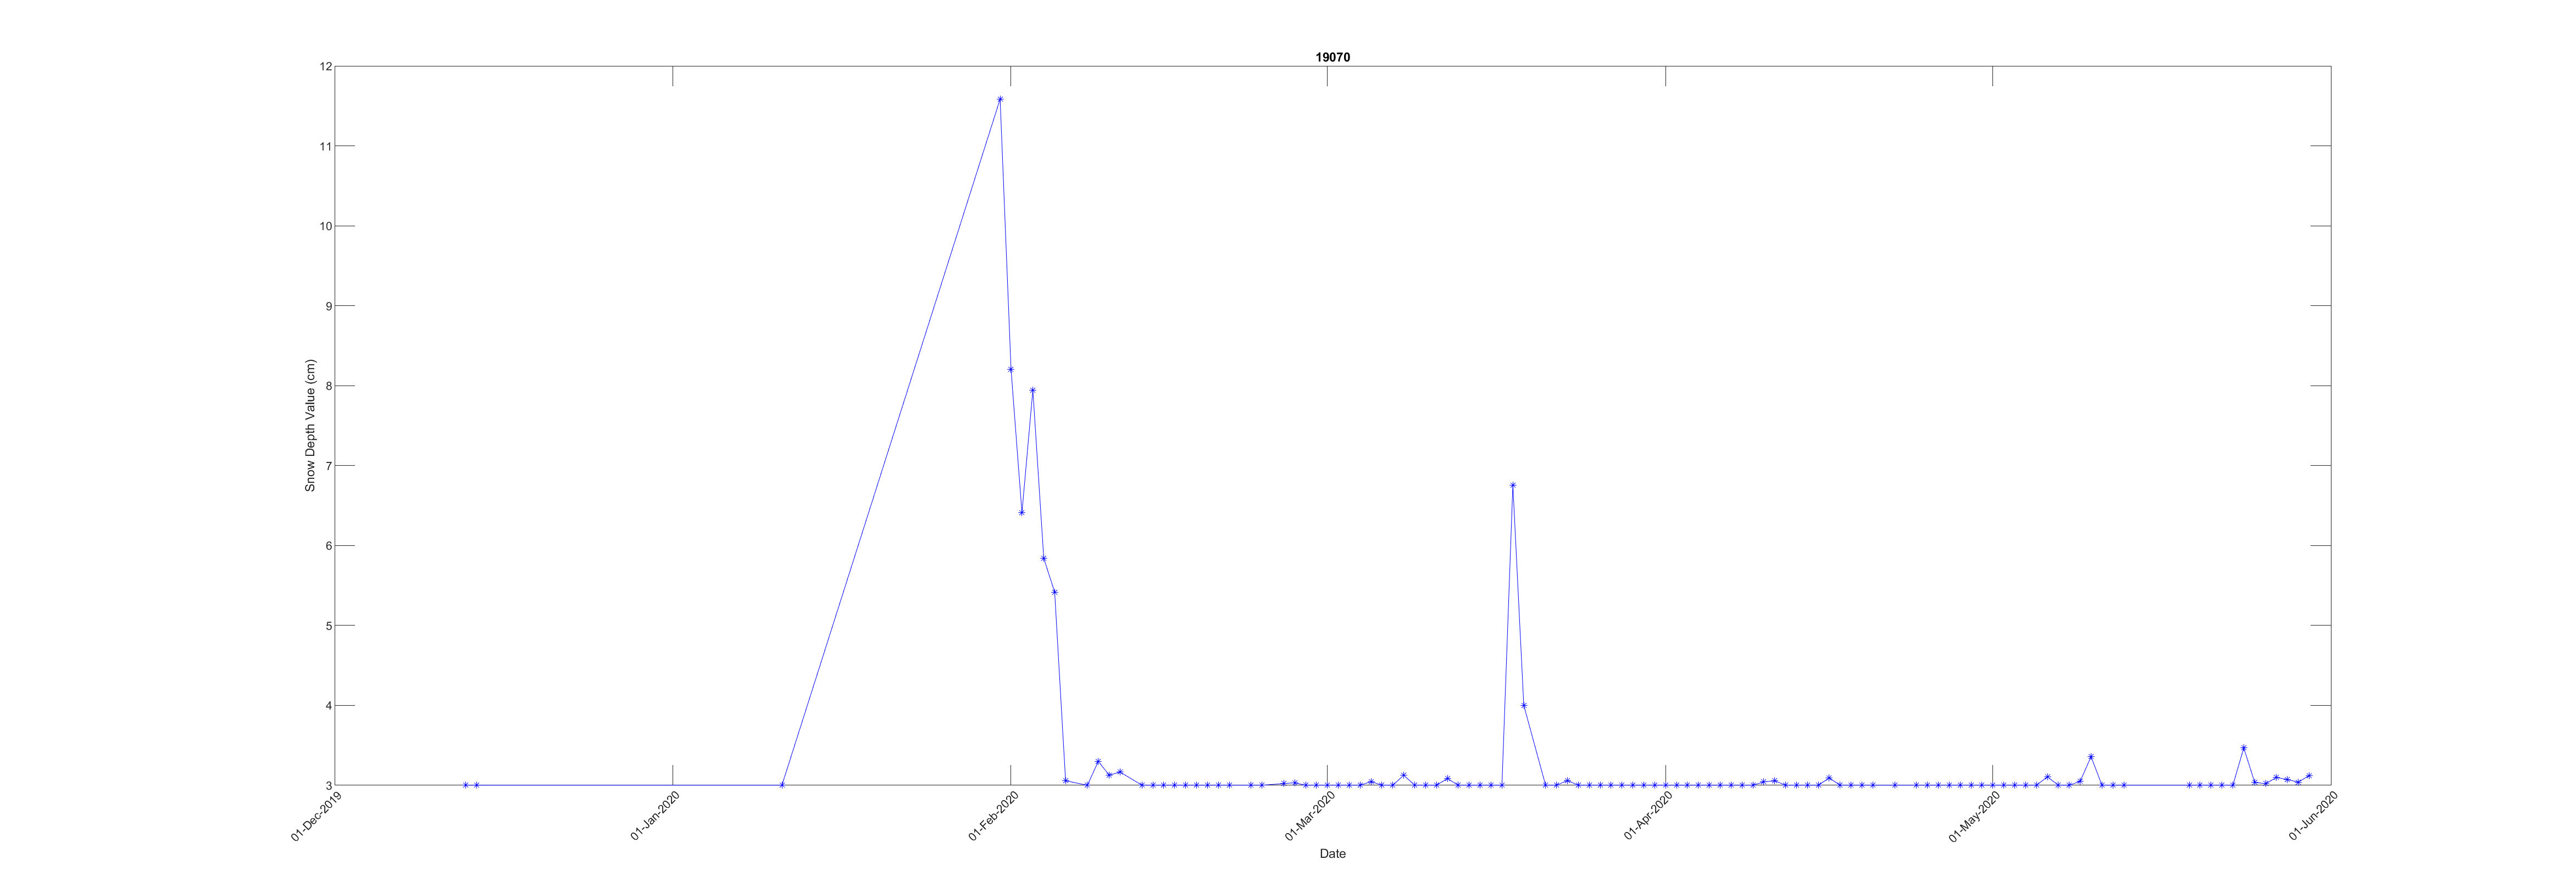 19070
12
11
10
9
8
7
6
5
4
3
Snow Depth Value (cm)
01-Dec-2019
01-Jan-2020
01-Feb-2020
01-Mar-2020
01-Apr-2020
01-May-2020
01-Jun-2020
Date